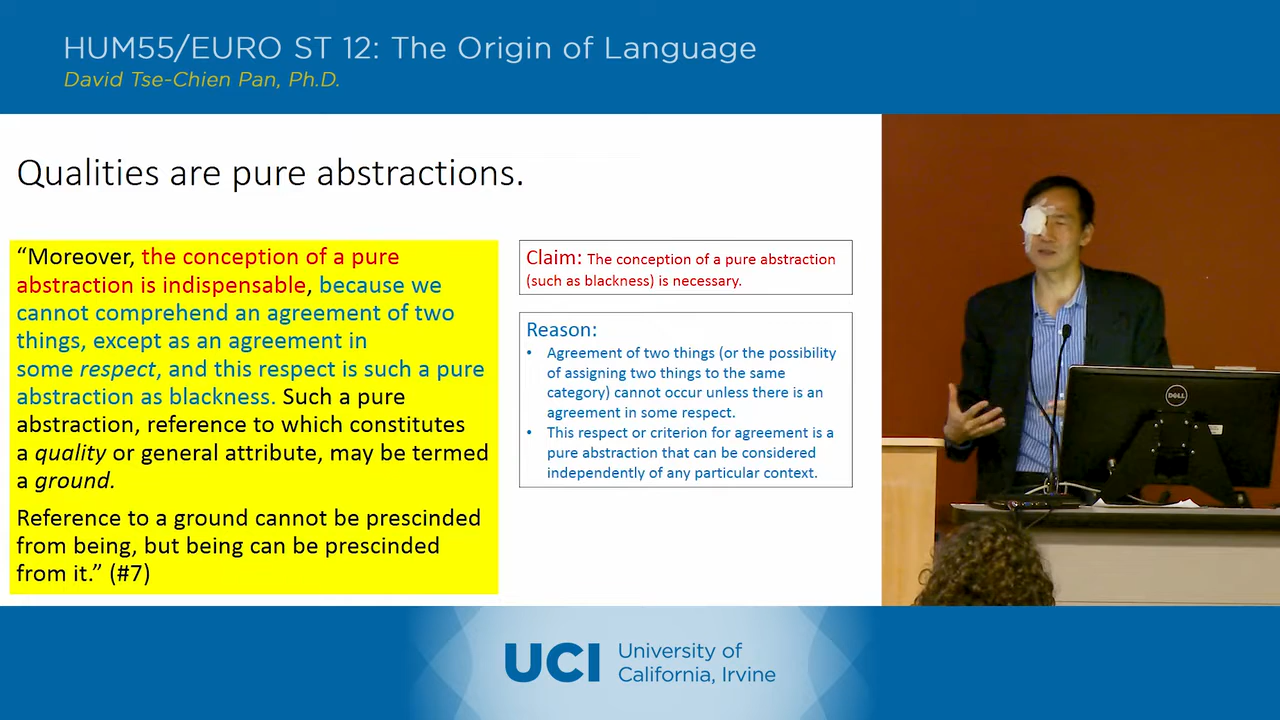 HUM55/EURO ST 12: The Origin of Language
David Tse-Chien Pan, Ph.D.
Qualities are pure abstractions.
“Moreover, the conception of a pure
abstraction is indispensable, because we
cannot comprehend an agreement of two
things, except as an agreement in
some respect, and this respect is such a pure
abstraction as blackness. Such a pure
abstraction, reference to which constitutes
a quality or general attribute, may be termed
a ground.
Reference to a ground cannot be prescinded
from being, but being can be prescinded
from it.” (#7)
Claim: The conception of a pure abstraction
(such as blackness) is necessary.
Reason:
• Agreement of two things (or the possibility
of assigning two things to the same
category) cannot occur unless there is an
agreement in some respect.
• This respect or criterion for agreement is a
pure abstraction that can be considered
independently of any particular context.
DELL
UCI University of
California, Irvine